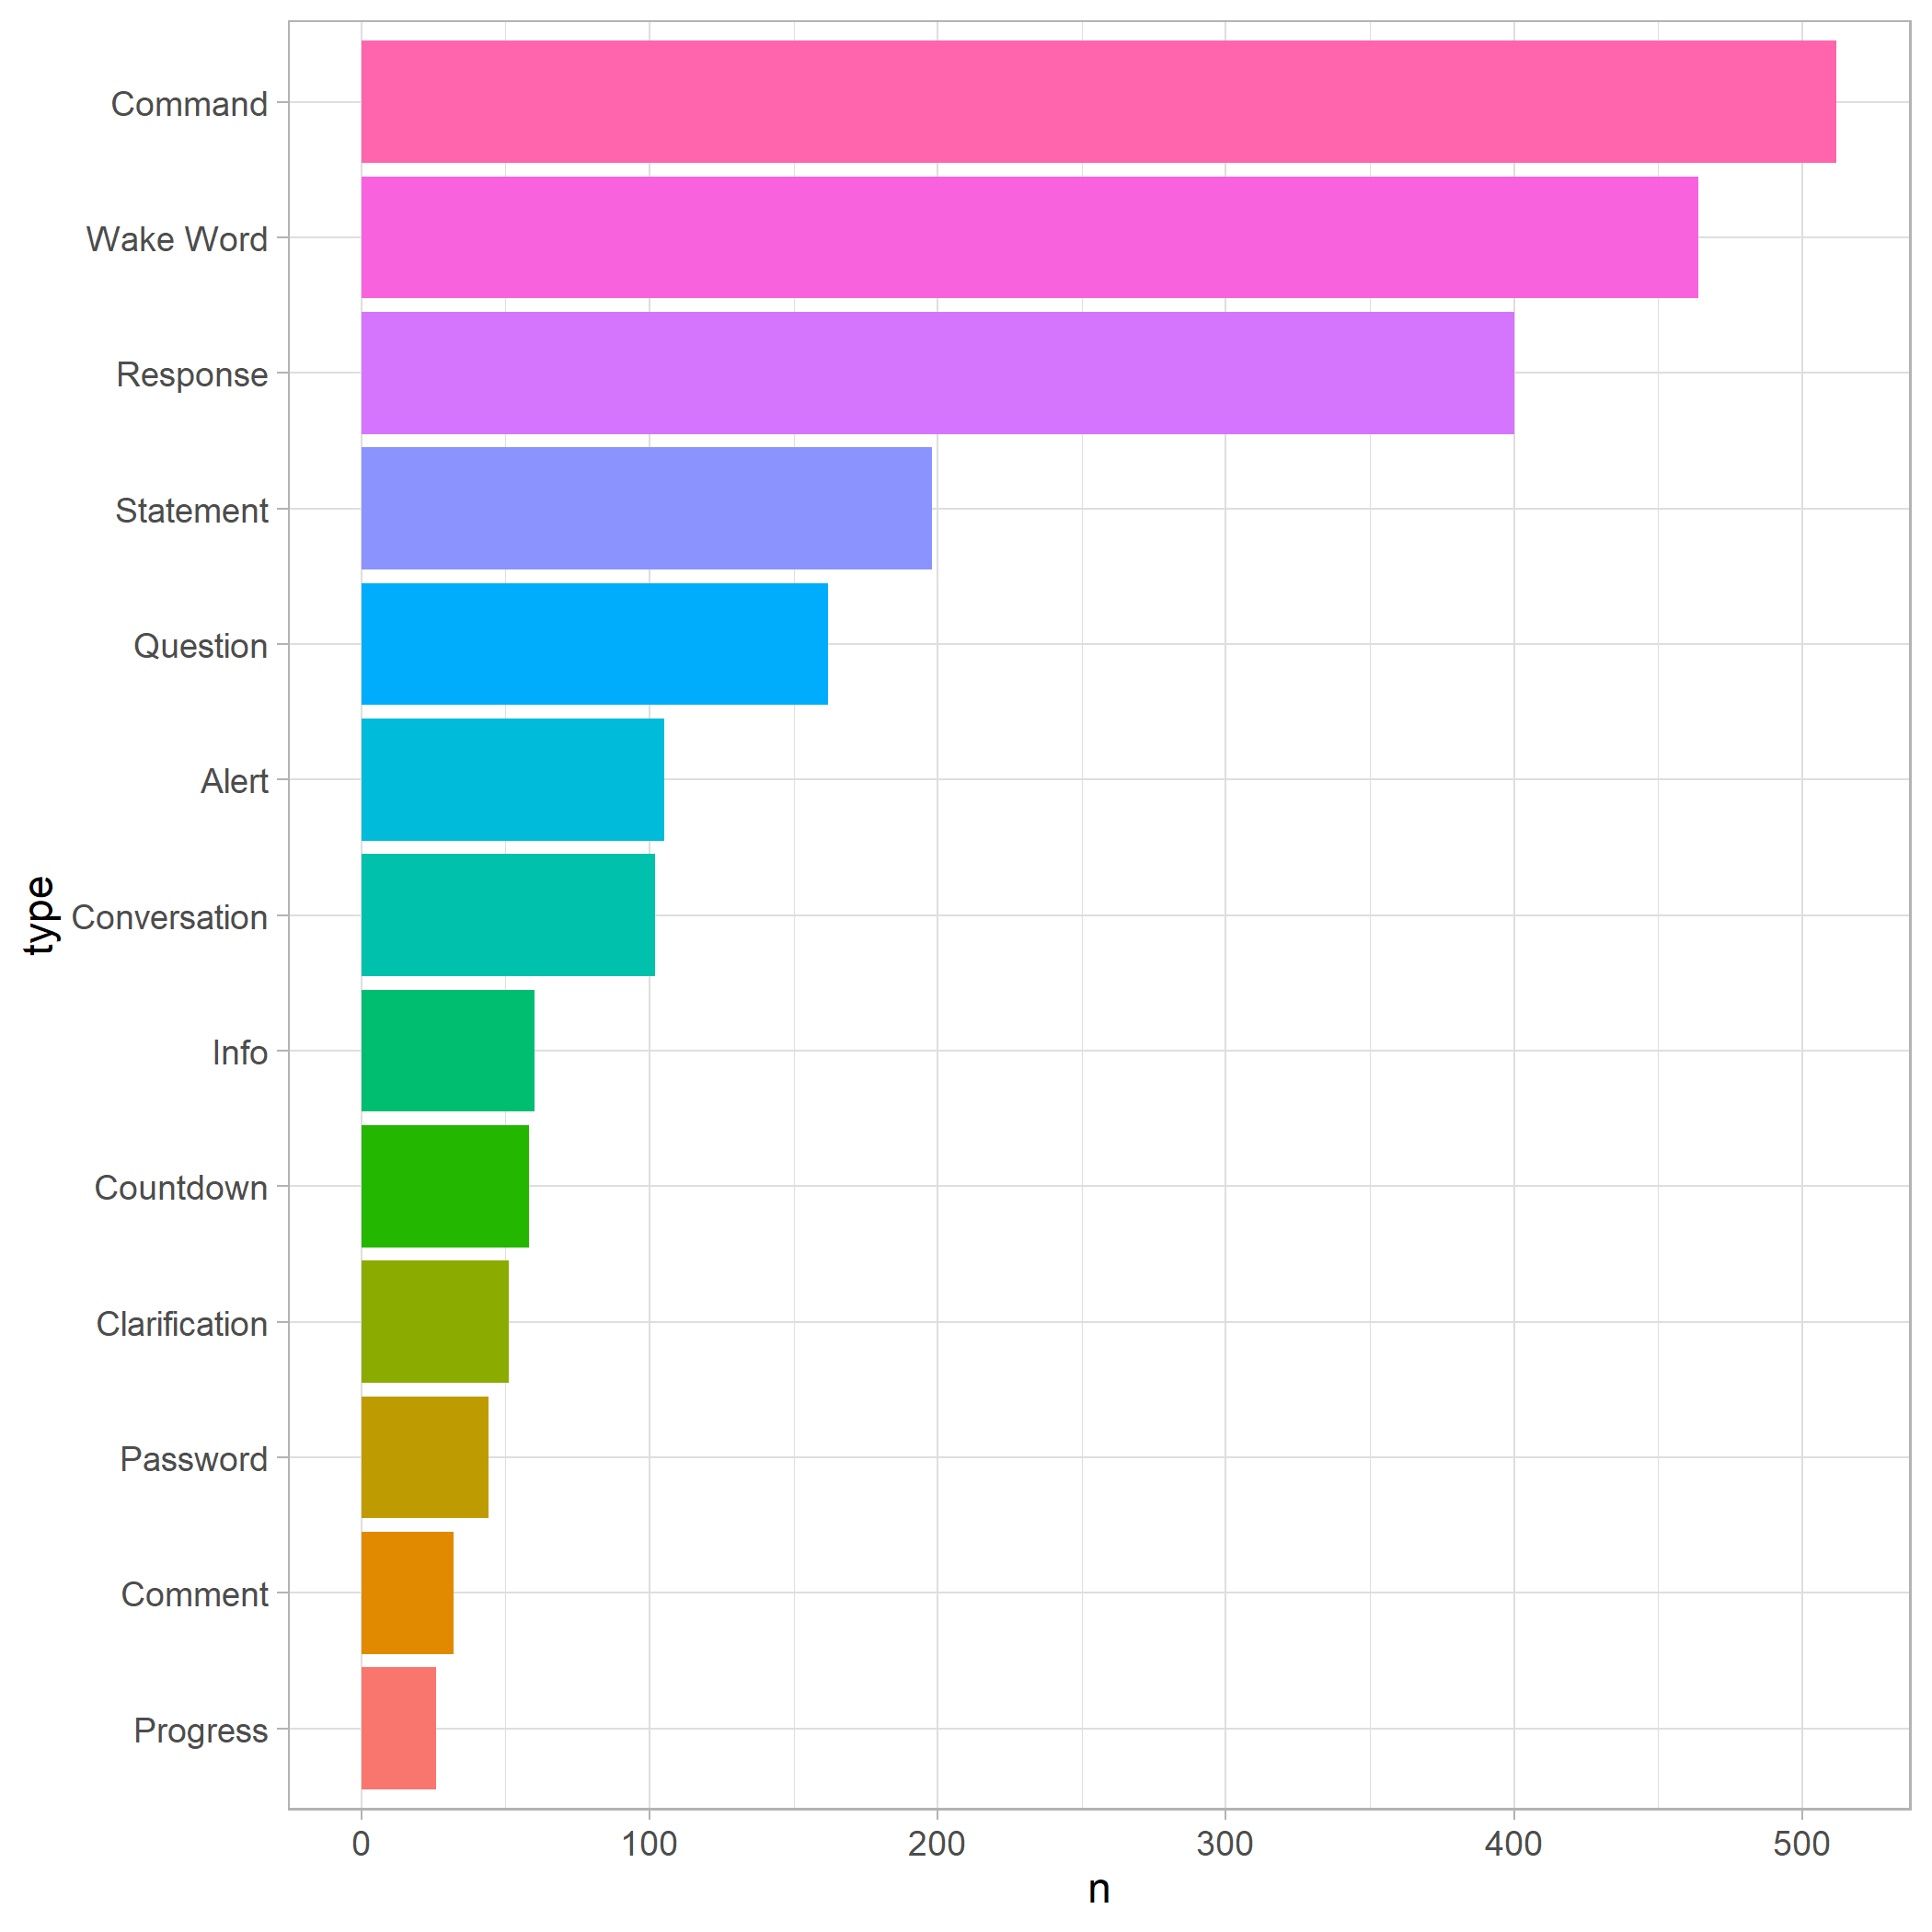 Command
Wake Word
Response
Statement
Question
Alert
Conversation
Info
Countdown
Clarification
Password
Comment
Progress
type
0 100 200 300 400 500
n